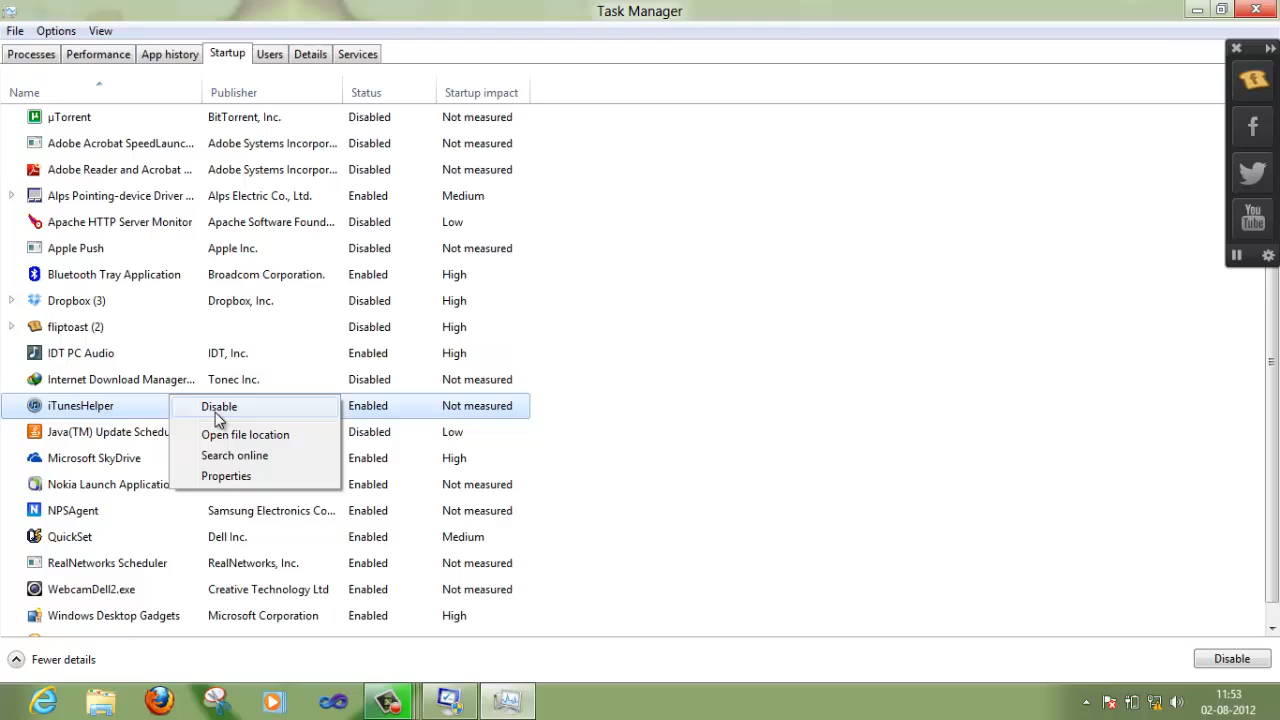 Task Manager
File Options View
Processes Performance App history Startup Users Details Services
Name Publisher Status Startup impact
µTorrent BitTorrent, Inc. Disabled Not measured
Adobe Acrobat SpeedLaunc... Adobe Systems Incorpor... Disabled Not measured
Adobe Reader and Acrobat ... Adobe Systems Incorpor... Disabled Not measured
Alps Pointing-device Driver ... Alps Electric Co., Ltd. Enabled Medium
Apache HTTP Server Monitor Apache Software Found... Disabled Low
Apple Push Apple Inc. Disabled Not measured
Bluetooth Tray Application Broadcom Corporation. Enabled High
Dropbox (3) Dropbox, Inc. Disabled High
fliptoast (2) Disabled High
IDT PC Audio IDT, Inc. Enabled High
Internet Download Manager... Tonec Inc. Disabled Not measured
iTunesHelper Enabled Not measured
Java(TM) Update Schedu Disabled Low
Microsoft SkyDrive Enabled High
Nokia Launch Applicatio Enabled Not measured
Disable
Open file location
Search online
Properties
NPSAgent Samsung Electronics Co... Enabled Not measured
QuickSet Dell Inc. Enabled Medium
RealNetworks Scheduler RealNetworks, Inc. Enabled Not measured
WebcamDell2.exe Creative Technology Ltd Enabled Not measured
Windows Desktop Gadgets Microsoft Corporation Enabled High
Fewer details Disable
You
Tube
11:53
02-08-2012